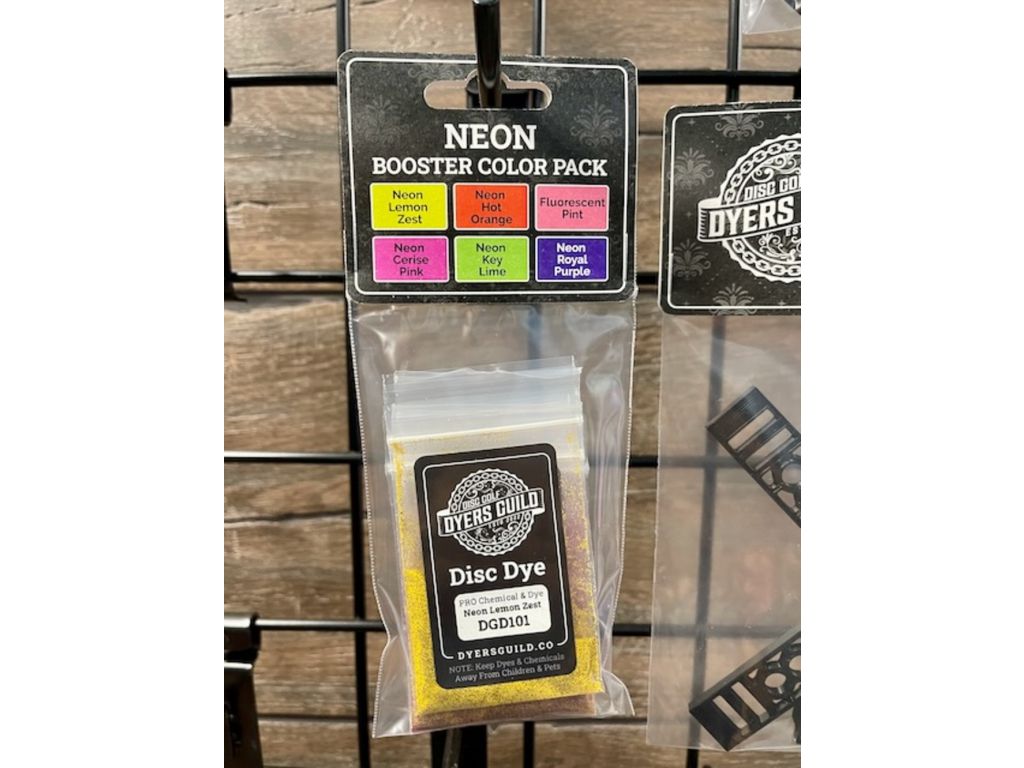 NEON
BOOSTER COLOR PACK
Neon
Lemon
Zest
Neon
Hot
Orange
Fluorescent
Pint
Neon
Cerise
Pink
Neon
Key
Lime
Neon
Royal
Purple
DISC GOLF
DYERS GUILD
Disc Dye
PRO Chemical & Dye
Neon Lemon Zest
DGD101
DYERSGUILD.CO
NOTE: Keep Dyes & Chemicals
Away From Children & Pets
DISC
DYERS